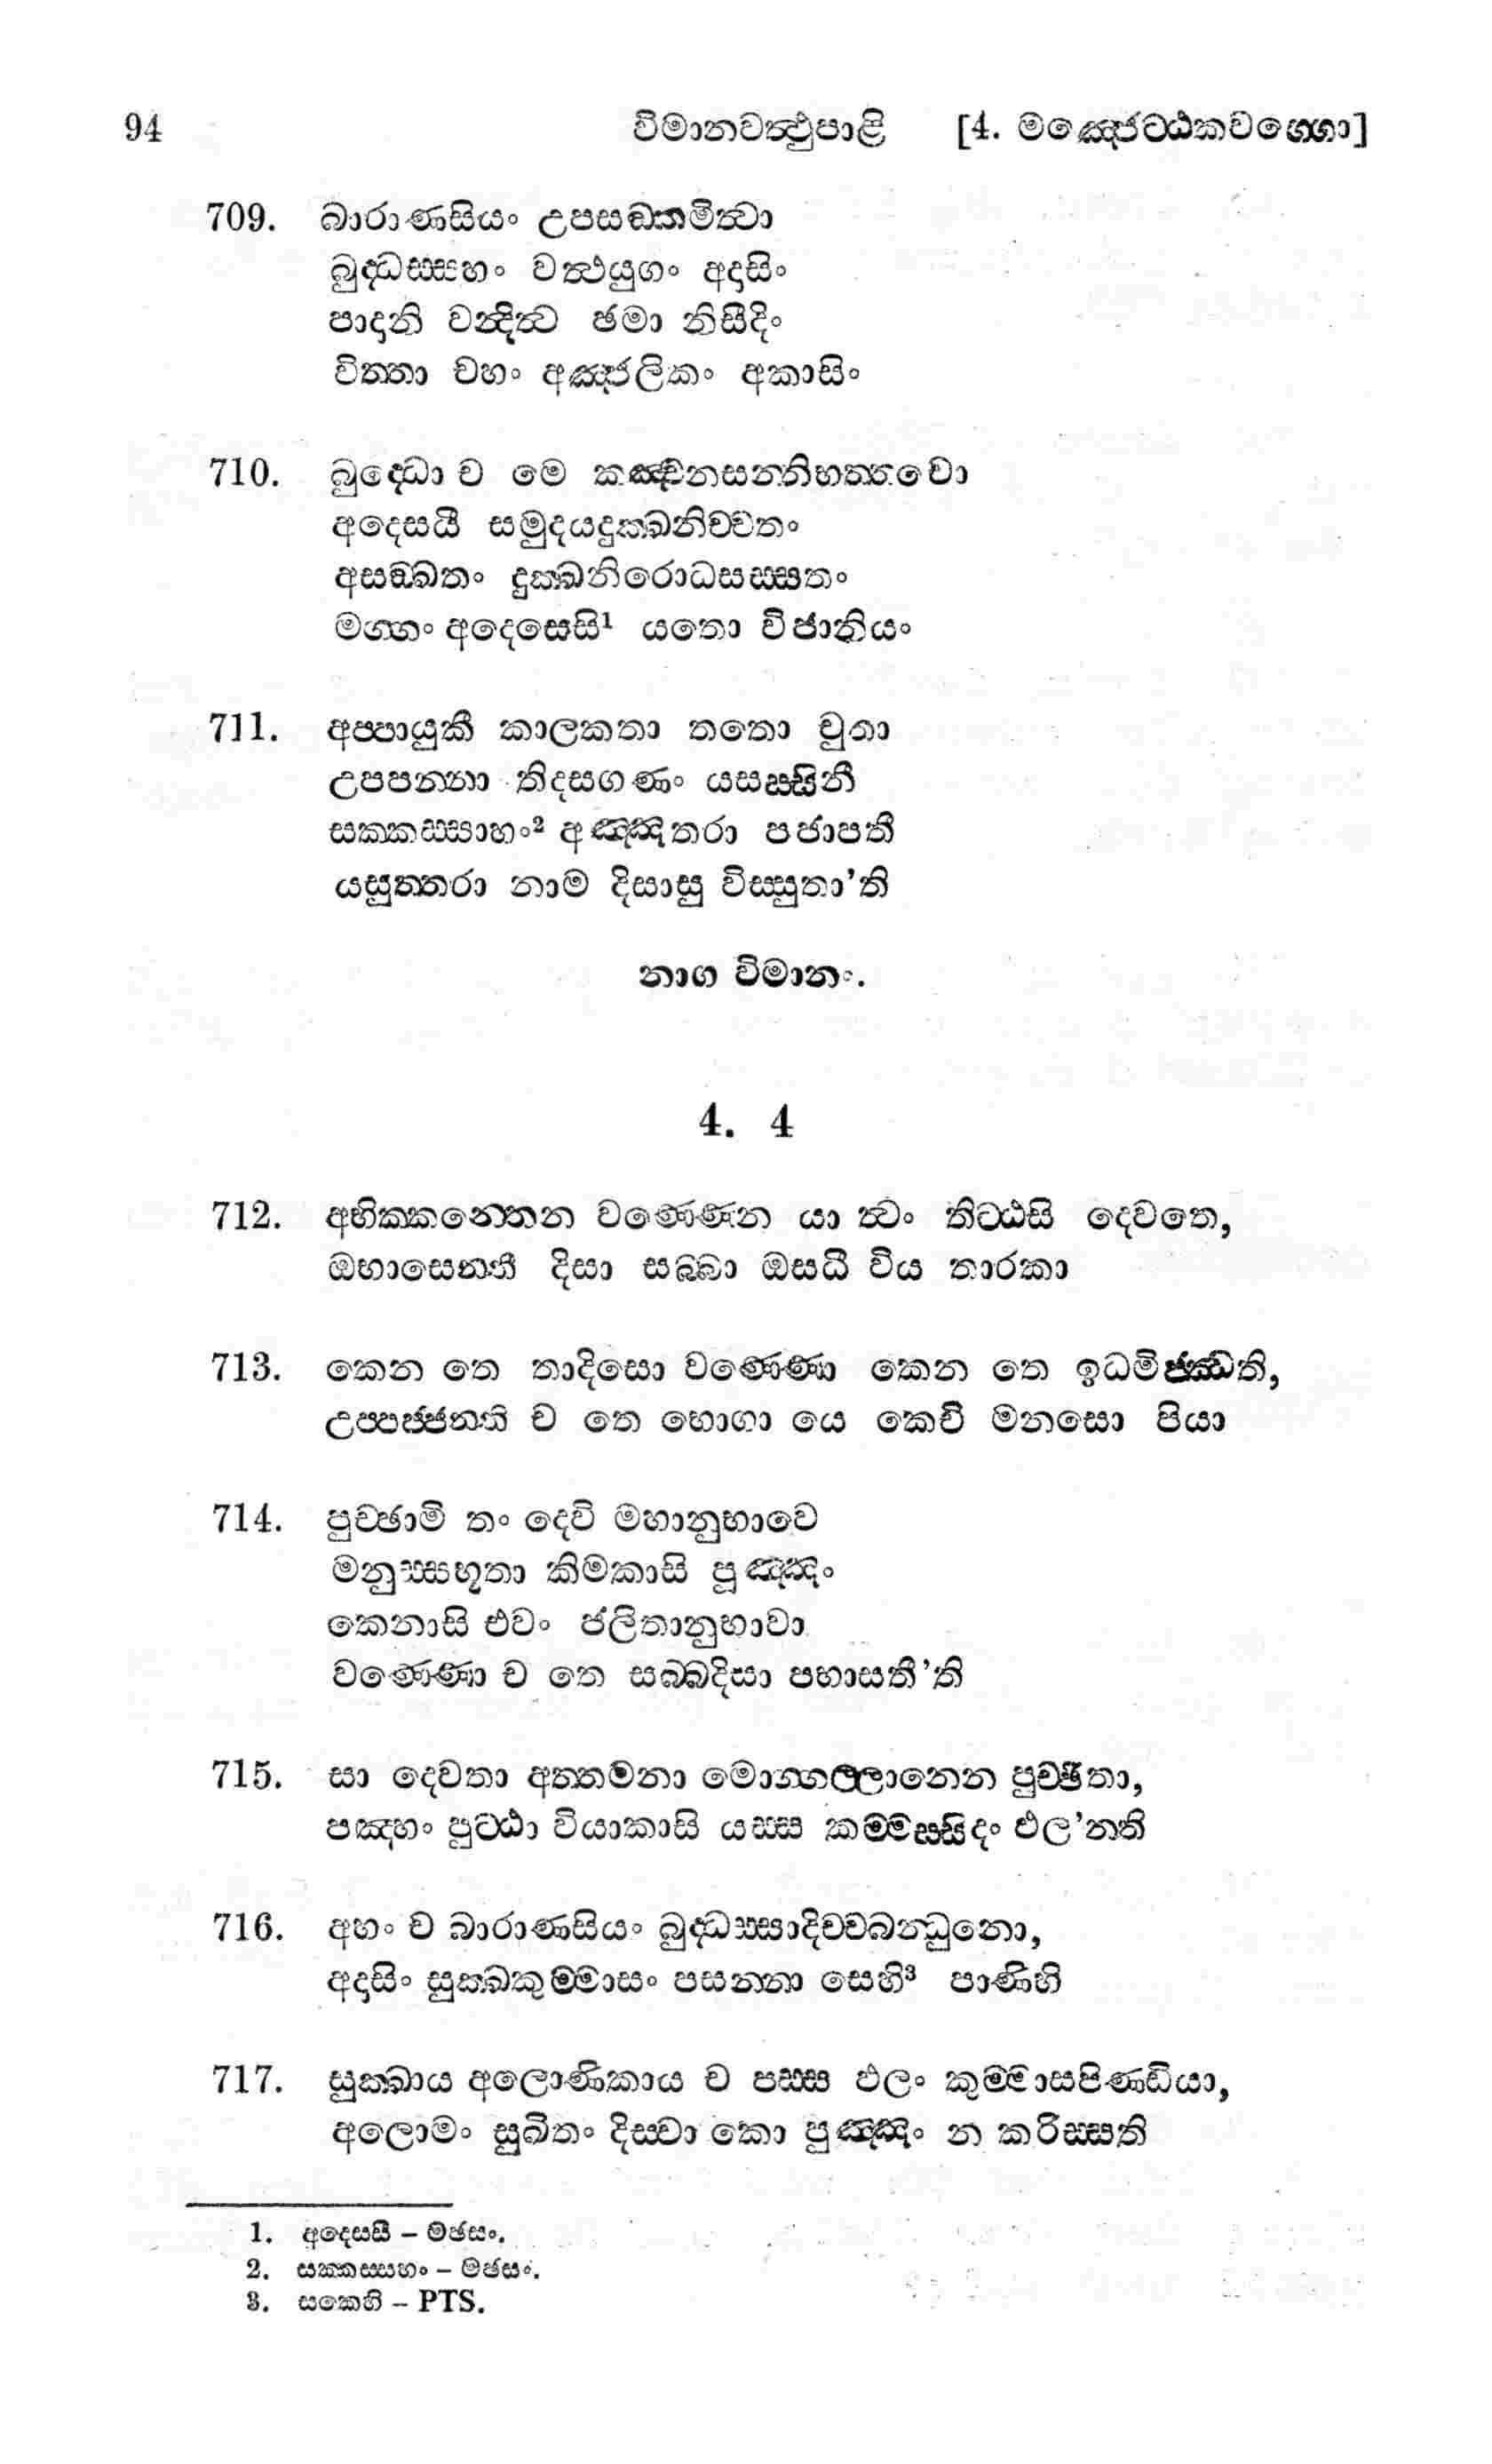 94 විමානවත්‍ථුපාළි [4. මඤ්ජෙට්ඨකවග්ගො]
709. බාරාණසියං උපසඞ්කමිත්‍වා
බුද්ධස්සහං වත්‍ථයුගං අදාසිං
පාදානි වන්දිත්‍ව ඡමා නිසීදිං
විත්තා චහං අඤ්ජලිකං අකාසිං
710. බුද්ධො ච මෙ කඤ්චනසන්නිභත්තචො
අදෙසයී සමුදයදුක්ඛනිච්චතං
අසඞ්ඛතං දුක්ඛනිරොධසස්සතං
මග්ගං අදෙසෙසි¹ යතො විජානියං
711. අප්පායුකී කාලකතා තතො චුතා
උපපන්නා තිදසගණං යසස්සිනී
සක්කස්සාහං² අඤ්ඤතරා පජාපතී
යසුත්තරා නාම දිසාසු විස්සුතා’ති
නාග විමානං.
4. 4
712. අභික්කන්තෙන වණ්ණෙන යා ත්‍වං තිට්ඨසි දෙවතෙ,
ඔභාසෙන්තී දිසා සබ්බා ඔසධී විය තාරකා
713. කෙන තෙ තාදිසො වණ්ණො කෙන තෙ ඉධමිජ්ඣති,
උප්පජ්ජන්ති ච තෙ භොගා යෙ කෙචි මනසො පියා
714. පුච්ඡාමි තං දෙවි මහානුභාවෙ
මනුස්සභූතා කිමකාසි පූඤ්ඤං
කෙනාසි එවං ජලිතානුභාවා
වණ්ණො ච තෙ සබ්බදිසා පභාසතී’ති
715. සා දෙවතා අත්තමනා මොග්ගල්ලානෙන පුච්ඡිතා,
පඤ්හං පුට්ඨා වියාකාසි යස්ස කම්මස්සිදං ඵල’න්ති
716. අහං ච බාරාණසියං බුද්ධස්සාදිච්චබන්ධුනො,
අදාසිං සුක්ඛකුම්මාසං පසන්නා සෙහි³ පාණිහි
717. සුක්ඛාය අලොණිකාය ච පස්ස ඵලං කුම්මාසපිණ්ඩියා,
අලොමං සුඛිතං දිස්වා කො පුඤ්ඤං න කරිස්සති
1. අදෙසසී – මඡසං.
2. සක්කස්සහං – මඡසං.
3. සකෙහි – PTS.